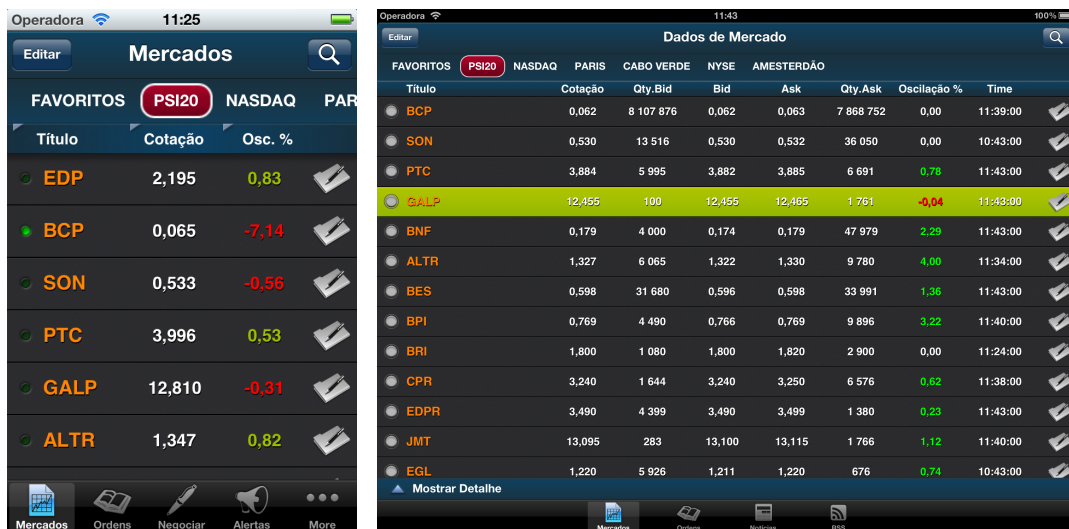 Operadora 11:25
Editar Mercados
FAVORITOS PSI20 NASDAQ PAR
Título Cotação Osc. %
EDP 2,195 0,83
BCP 0,065 -7,14
SON 0,533 -0,56
PTC 3,996 0,53
GALP 12,810 -0,31
ALTR 1,347 0,82
Mercados Ordens Negociar Alertas More
Operadora 11:43 100%
Editar Dados de Mercado
FAVORITOS PSI20 NASDAQ PARIS CABO VERDE NYSE AMESTERDÃO
Título Cotação Qty.Bid Bid Ask Qty.Ask Oscilação % Time
BCP 0,062 8 107 876 0,062 0,063 7 868 752 0,00 11:39:00
SON 0,530 13 516 0,530 0,532 36 050 0,00 10:43:00
PTC 3,884 5 995 3,882 3,885 6 691 0,78 11:43:00
GALP 12,455 100 12,455 12,465 1 761 -0,04 11:43:00
BNF 0,179 4 000 0,174 0,179 47 979 2,29 11:43:00
ALTR 1,327 6 065 1,322 1,330 9 780 4,00 11:34:00
BES 0,598 31 680 0,596 0,598 33 991 1,36 11:43:00
BPI 0,769 4 490 0,766 0,769 9 896 3,22 11:40:00
BRI 1,800 1 080 1,800 1,820 2 900 0,00 11:24:00
CPR 3,240 1 644 3,240 3,250 6 576 0,62 11:38:00
EDPR 3,490 4 399 3,490 3,499 1 380 0,23 11:43:00
JMT 13,095 283 13,100 13,115 1 766 1,12 11:40:00
EGL 1,220 5 926 1,211 1,220 676 0,74 10:43:00
Mostrar Detalhe
Mercados Ordens Notícias RSS